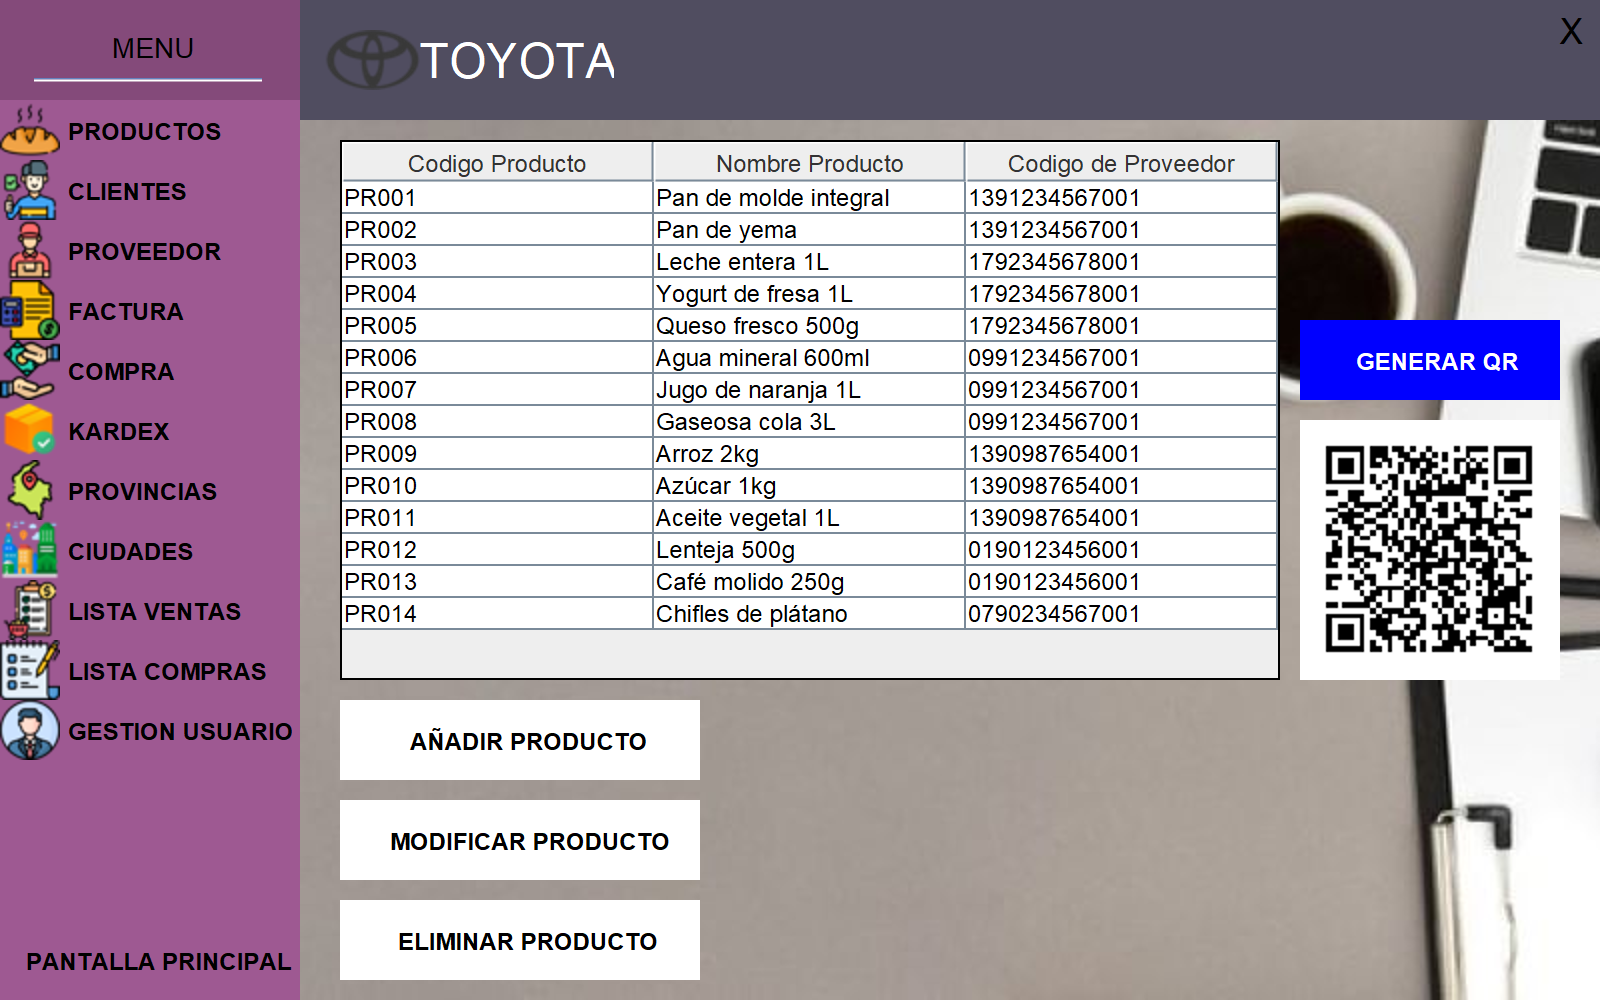 MENU
TOYOTA
X
PRODUCTOS
CLIENTES
PROVEEDOR
FACTURA
COMPRA
KARDEX
PROVINCIAS
CIUDADES
LISTA VENTAS
LISTA COMPRAS
GESTION USUARIO
PANTALLA PRINCIPAL
Codigo Producto Nombre Producto Codigo de Proveedor
PR001 Pan de molde integral 1391234567001
PR002 Pan de yema 1391234567001
PR003 Leche entera 1L 1792345678001
PR004 Yogurt de fresa 1L 1792345678001
PR005 Queso fresco 500g 1792345678001
PR006 Agua mineral 600ml 0991234567001
PR007 Jugo de naranja 1L 0991234567001
PR008 Gaseosa cola 3L 0991234567001
PR009 Arroz 2kg 1390987654001
PR010 Azúcar 1kg 1390987654001
PR011 Aceite vegetal 1L 1390987654001
PR012 Lenteja 500g 0190123456001
PR013 Café molido 250g 0190123456001
PR014 Chifles de plátano 0790234567001
GENERAR QR
AÑADIR PRODUCTO
MODIFICAR PRODUCTO
ELIMINAR PRODUCTO